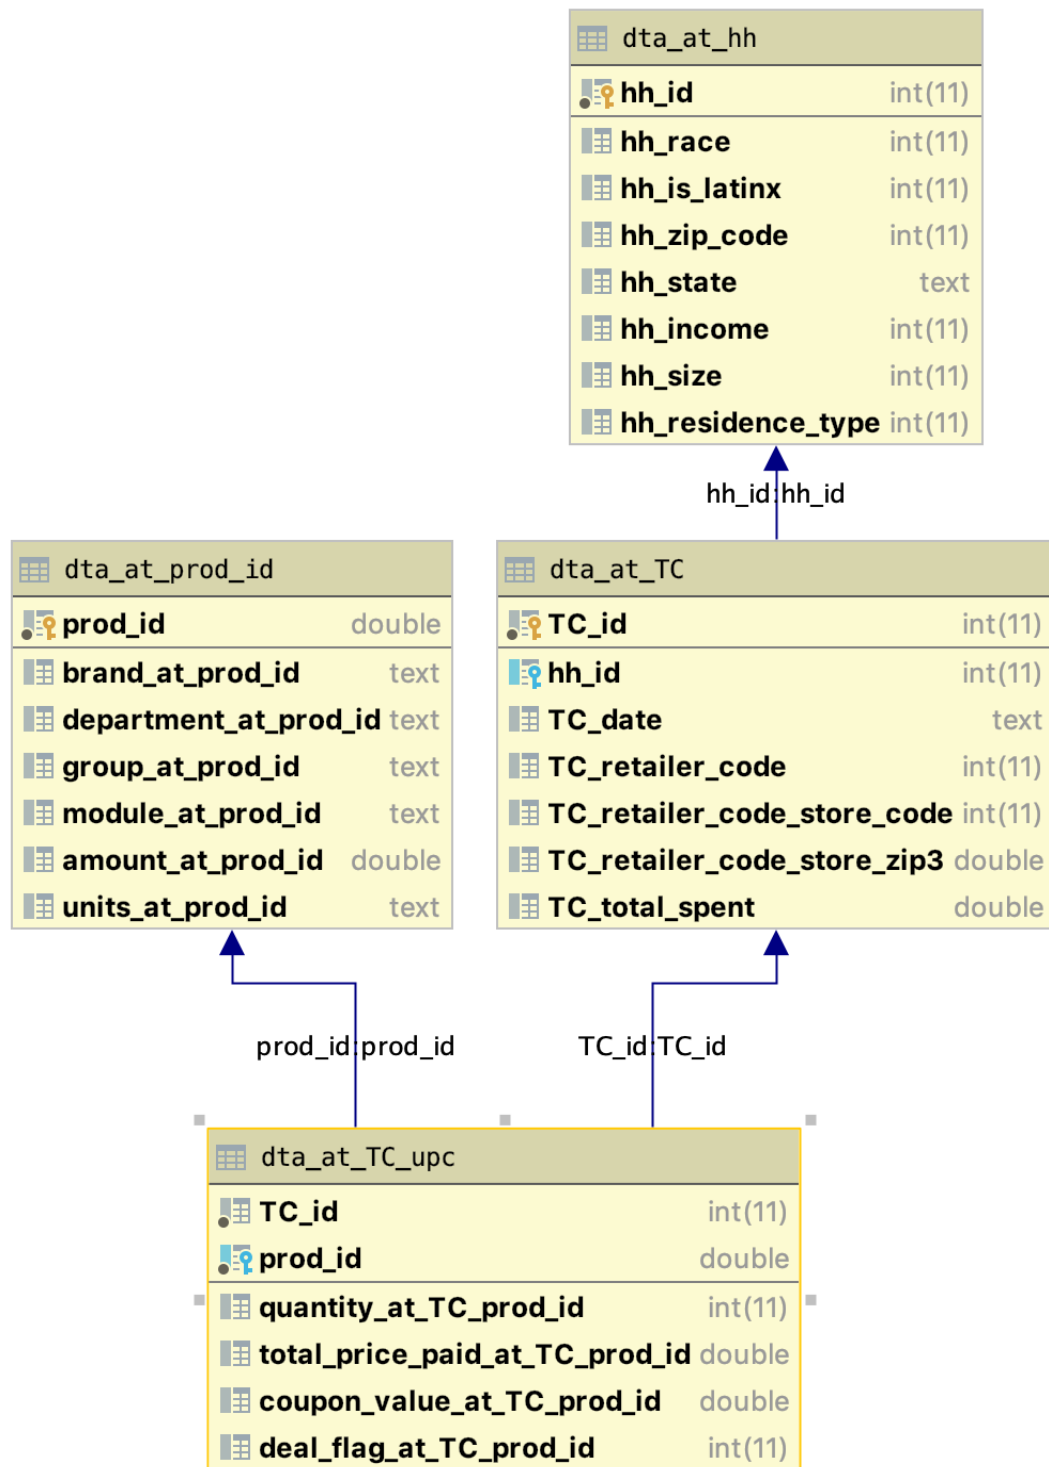 dta_at_hh
hh_id int(11)
hh_race int(11)
hh_is_latinx int(11)
hh_zip_code int(11)
hh_state text
hh_income int(11)
hh_size int(11)
hh_residence_type int(11)
hh_id:hh_id
dta_at_prod_id
prod_id double
brand_at_prod_id text
department_at_prod_id text
group_at_prod_id text
module_at_prod_id text
amount_at_prod_id double
units_at_prod_id text
dta_at_TC
TC_id int(11)
hh_id int(11)
TC_date text
TC_retailer_code int(11)
TC_retailer_code_store_code int(11)
TC_retailer_code_store_zip3 double
TC_total_spent double
prod_id:prod_id
TC_id:TC_id
dta_at_TC_upc
TC_id int(11)
prod_id double
quantity_at_TC_prod_id int(11)
total_price_paid_at_TC_prod_id double
coupon_value_at_TC_prod_id double
deal_flag_at_TC_prod_id int(11)